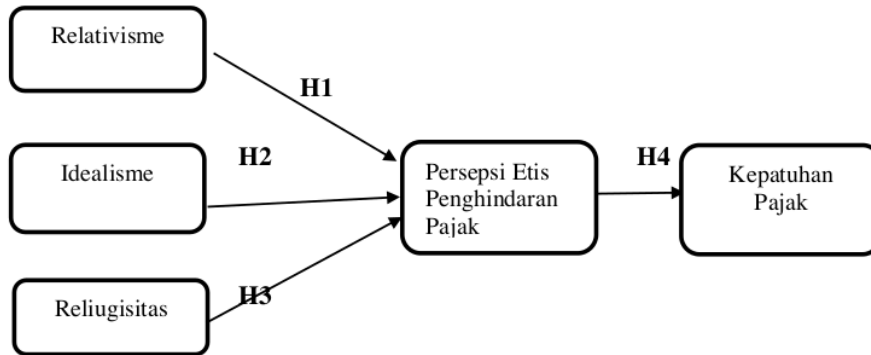 Relativisme
H1
H2
Idealisme
Persepsi Etis
Penghindaran
Pajak
H4
Kepatuhan
Pajak
Reliugisitas
H3